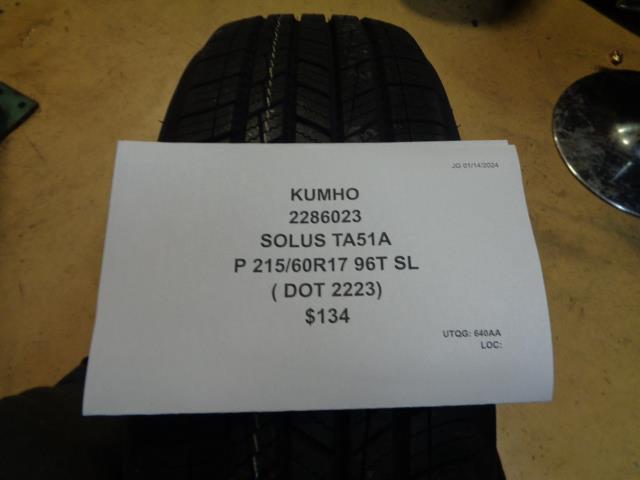 JG 01/14/2024
KUMHO
2286023
SOLUS TA51A
P 215/60R17 96T SL
( DOT 2223)
$134
UTQG: 640AA
LOC: